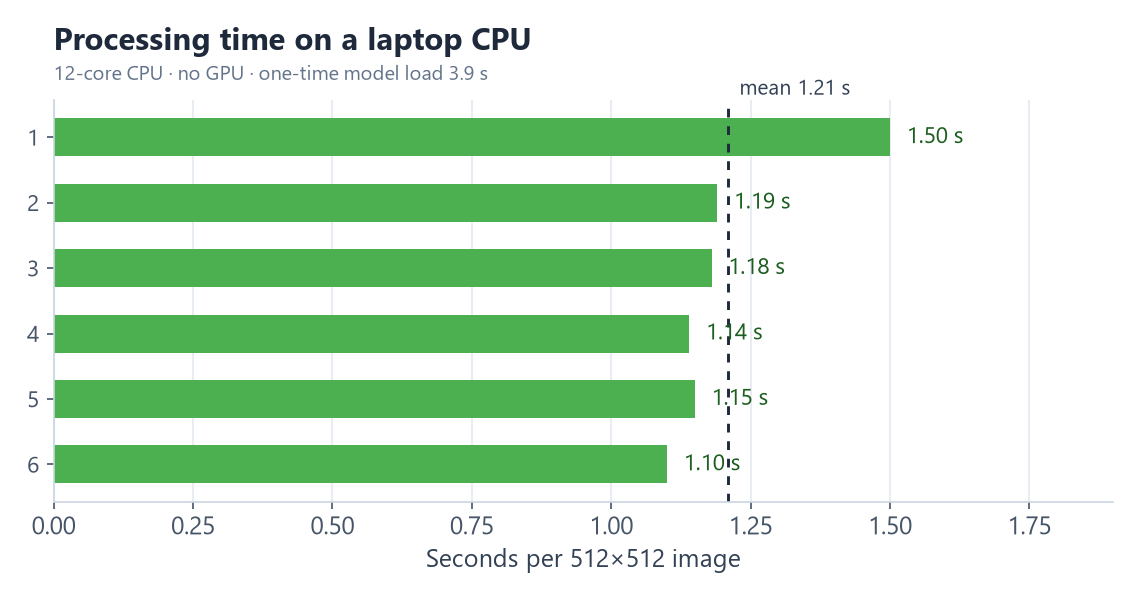 Processing time on a laptop CPU
12-core CPU · no GPU · one-time model load 3.9 s
mean 1.21 s
1 1.50 s
2 1.19 s
3 1.18 s
4 1.14 s
5 1.15 s
6 1.10 s
0.00 0.25 0.50 0.75 1.00 1.25 1.50 1.75
Seconds per 512×512 image